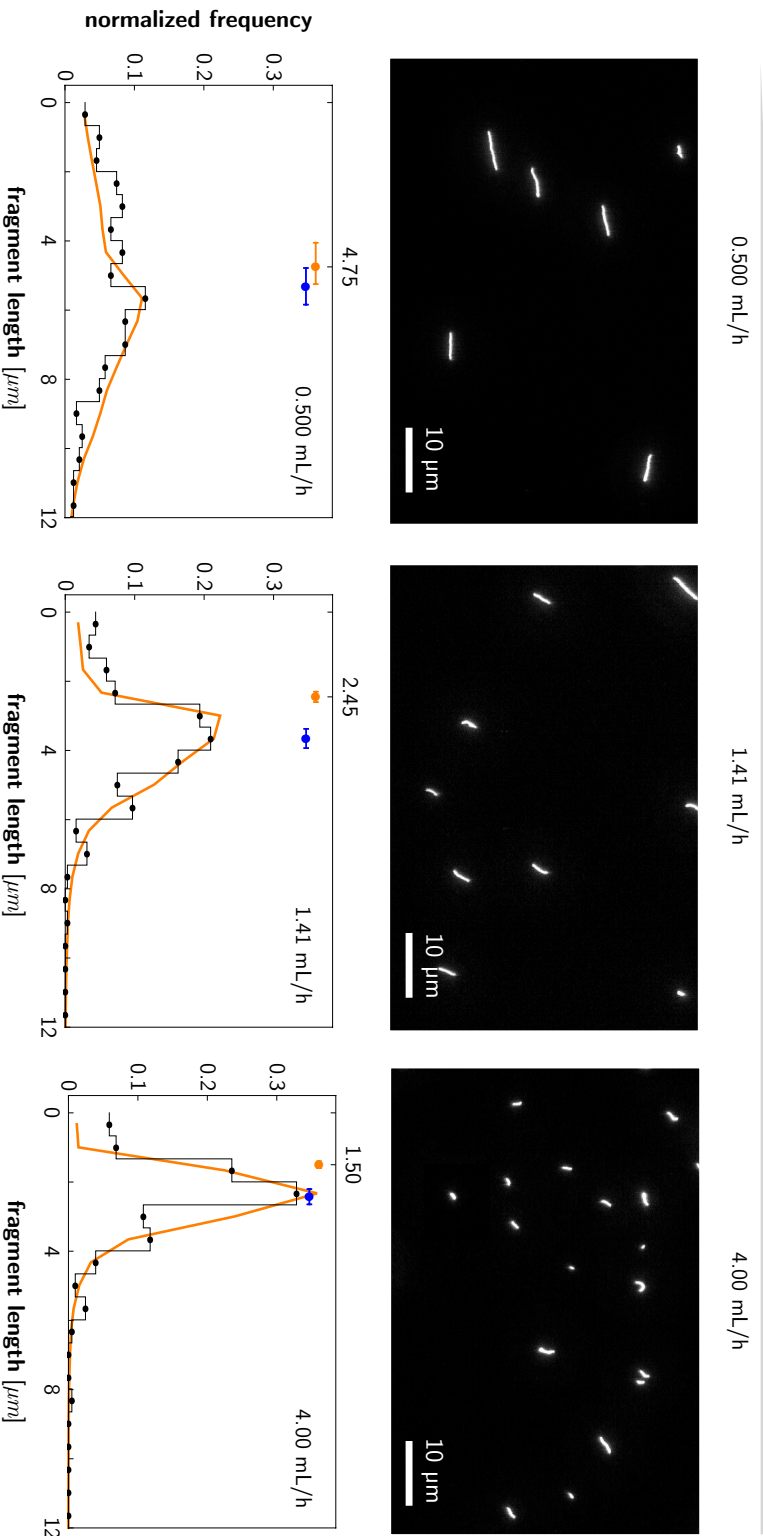 0.500 mL/h
1.41 mL/h
4.00 mL/h
10 µm
10 µm
10 µm
4.75
2.45
1.50
0.500 mL/h
1.41 mL/h
4.00 mL/h
normalized frequency
0 0.1 0.2 0.3
0 0.1 0.2 0.3
0 0.1 0.2 0.3
0 4 8 12
0 4 8 12
0 4 8 12
fragment length [µm]
fragment length [µm]
fragment length [µm]